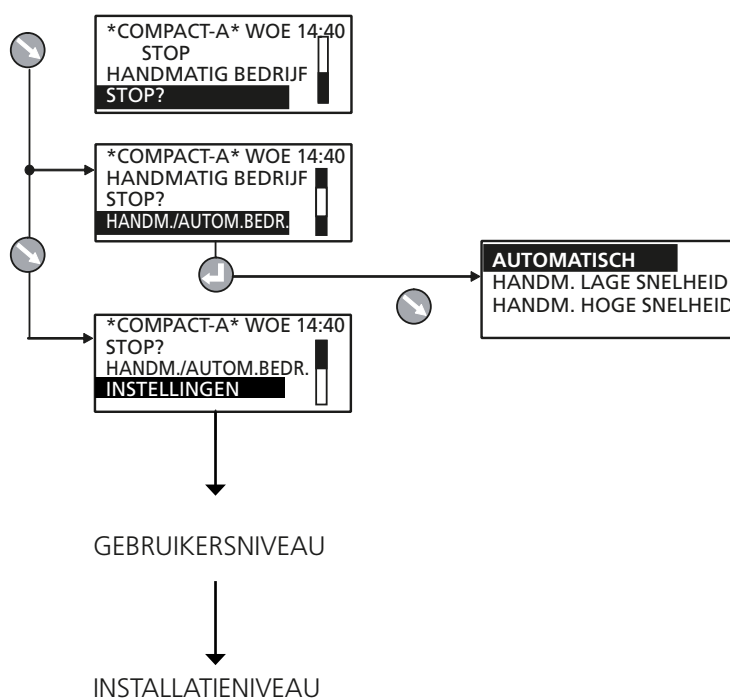 *COMPACT-A* WOE 14:40
STOP
HANDMATIG BEDRIJF
STOP?
*COMPACT-A* WOE 14:40
HANDMATIG BEDRIJF
STOP?
HANDM./AUTOM.BEDR.
AUTOMATISCH
HANDM. LAGE SNELHEID
HANDM. HOGE SNELHEID
*COMPACT-A* WOE 14:40
STOP?
HANDM./AUTOM.BEDR.
INSTELLINGEN
GEBRUIKERSNIVEAU
INSTALLATIENIVEAU